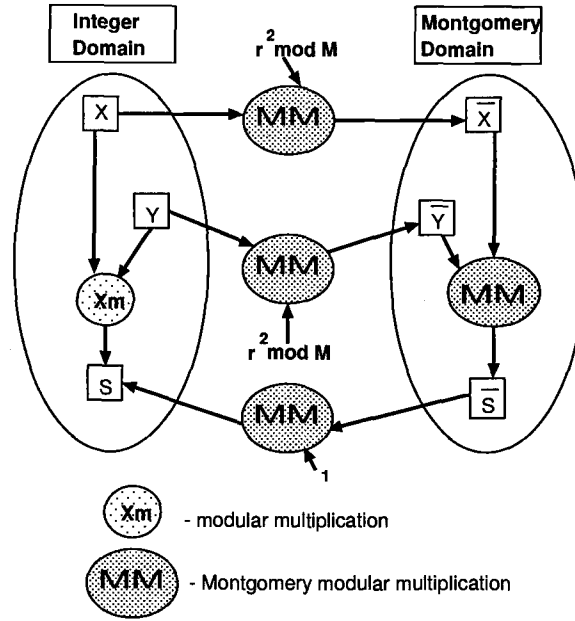 Integer
Domain
r² mod M
Montgomery
Domain
X
MM
X̅
Y
MM
Y̅
Xm
MM
r² mod M
S
MM
S̅
1
Xm - modular multiplication
MM - Montgomery modular multiplication